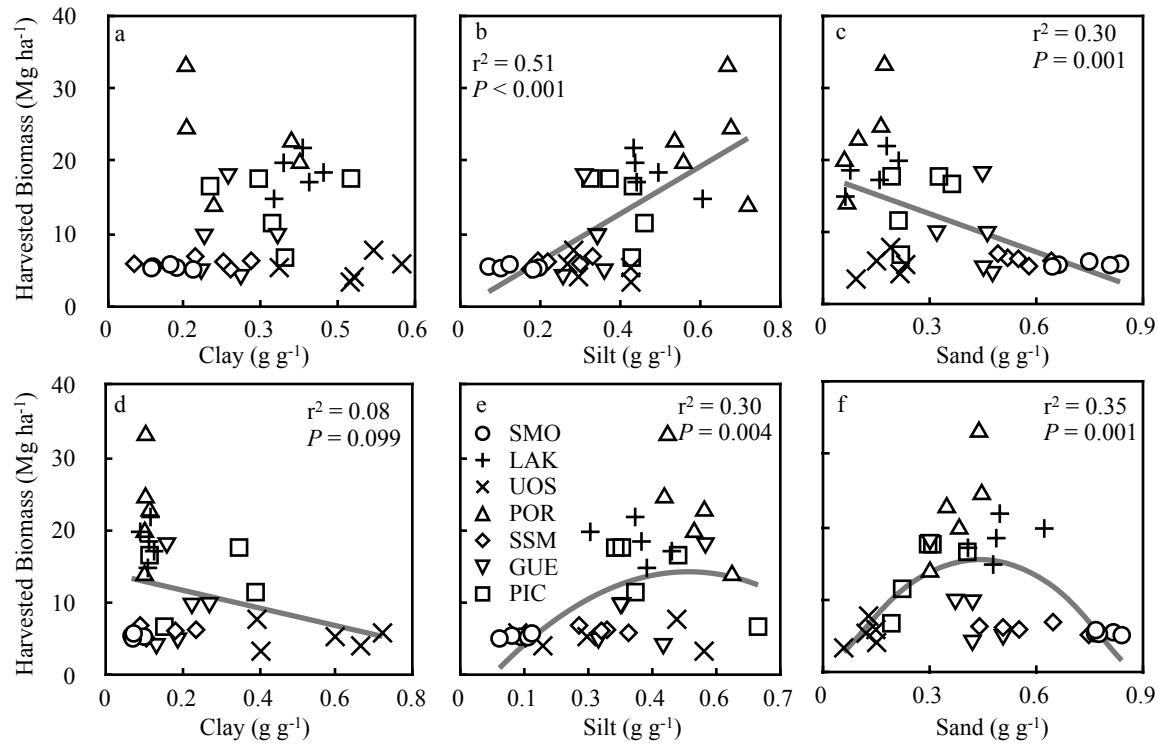 40
30
20
10
0
Harvested Biomass (Mg ha-1)
a
0 0.2 0.3 0.5 0.6
Clay (g g-1)
b
r2 = 0.51
P < 0.001
0 0.2 0.4 0.6 0.8
Silt (g g-1)
c
r2 = 0.30
P = 0.001
0 0.3 0.6 0.9
Sand (g g-1)
40
30
20
10
0
Harvested Biomass (Mg ha-1)
d
r2 = 0.08
P = 0.099
0 0.2 0.4 0.6 0.8
Clay (g g-1)
e
r2 = 0.30
P = 0.004
SMO
LAK
UOS
POR
SSM
GUE
PIC
0 0.1 0.3 0.4 0.6 0.7
Silt (g g-1)
f
r2 = 0.35
P = 0.001
0 0.3 0.6 0.9
Sand (g g-1)